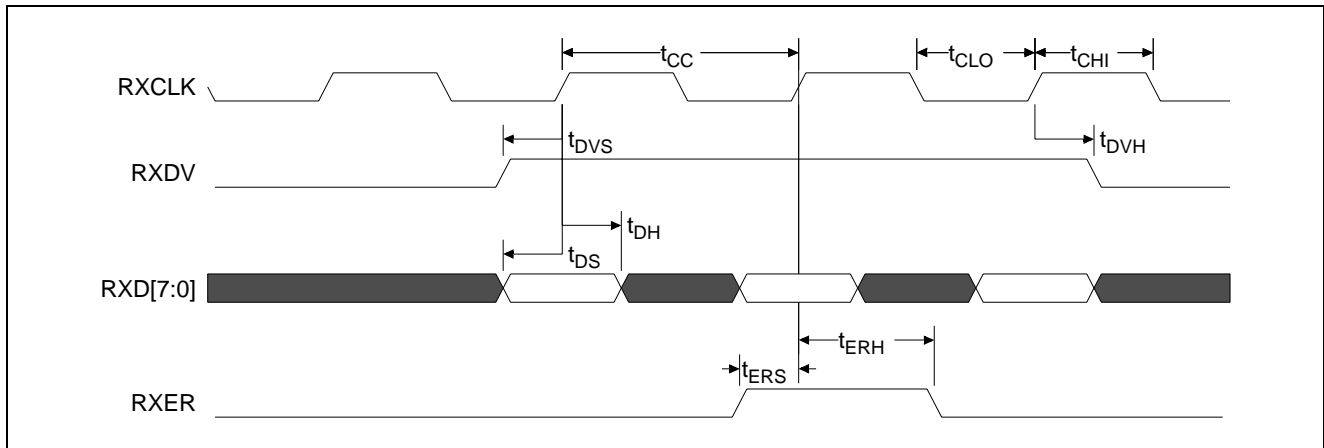 tCC
tCLO
tCHI
RXCLK
tDVS
tDVH
RXDV
tDH
tDS
RXD[7:0]
tERH
tERS
RXER